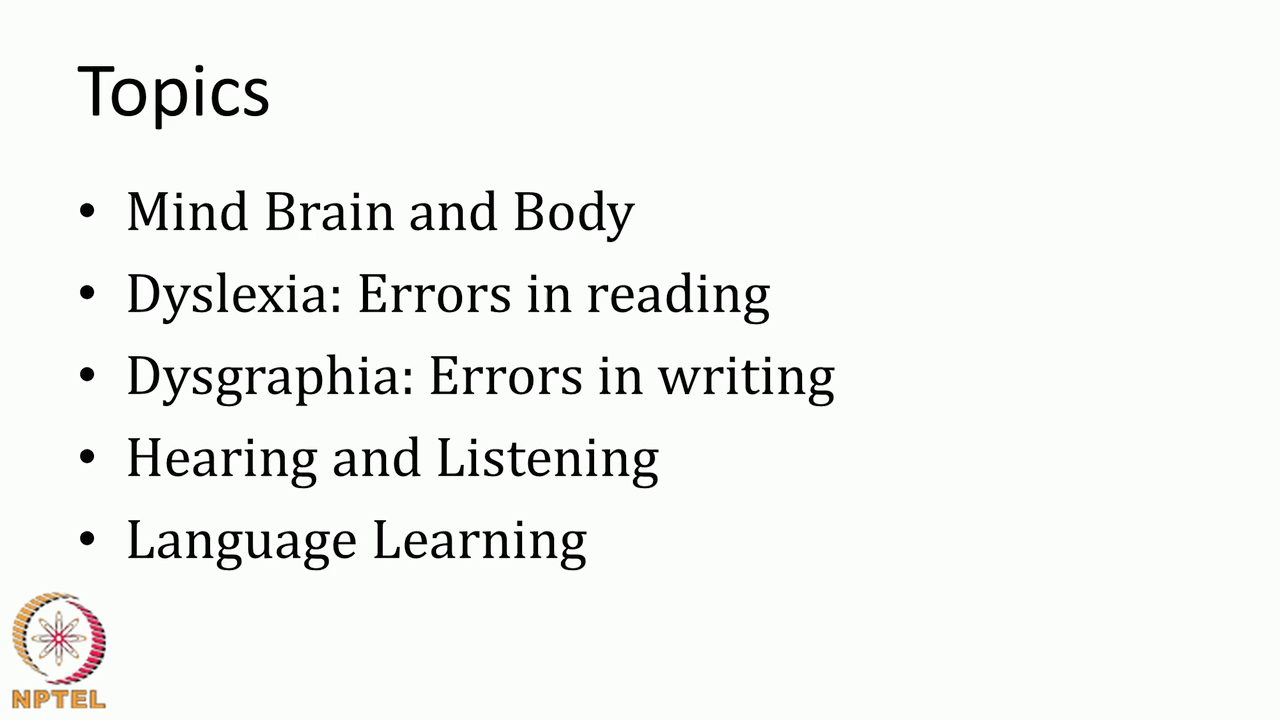 Topics
• Mind Brain and Body
• Dyslexia: Errors in reading
• Dysgraphia: Errors in writing
• Hearing and Listening
• Language Learning
NPTEL